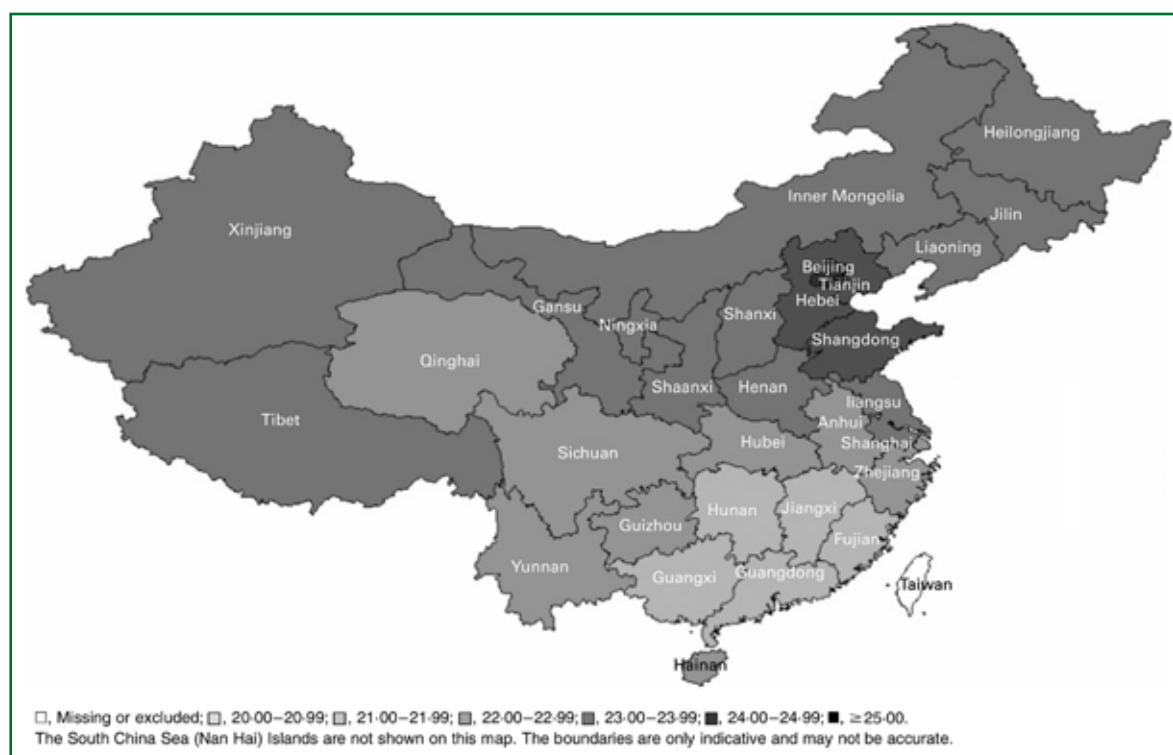 Heilongjiang
Inner Mongolia
Jilin
Xinjiang
Liaoning
Beijing
Tianjin
Hebei
Gansu
Ningxia
Shanxi
Shangdong
Qinghai
Shaanxi
Henan
Jiangsu
Tibet
Anhui
Hubei
Shanghai
Sichuan
Zhejiang
Hunan
Jiangxi
Guizhou
Fujian
Yunnan
Guangxi
Guangdong
Taiwan
Hainan
□, Missing or excluded; □, 20·00–20·99; □, 21·00–21·99; ■, 22·00–22·99; ■, 23·00–23·99; ■, 24·00–24·99; ■, ≥25·00.
The South China Sea (Nan Hai) Islands are not shown on this map. The boundaries are only indicative and may not be accurate.